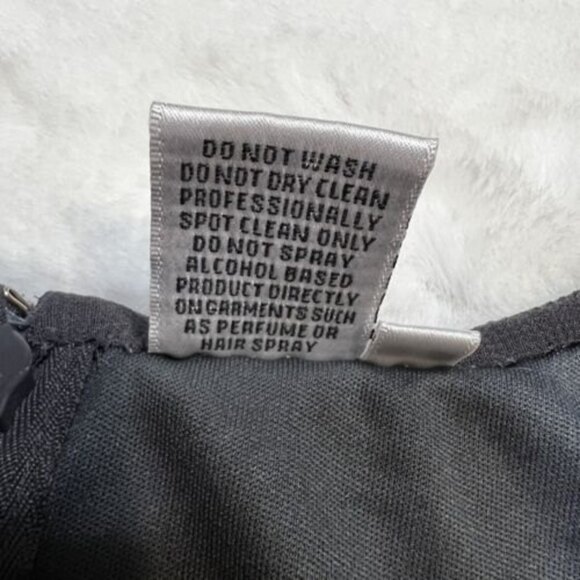 DO NOT WASH
DO NOT DRY CLEAN
PROFESSIONALLY
SPOT CLEAN ONLY
DO NOT SPRAY
ALCOHOL BASED
PRODUCT DIRECTLY
ON GARMENTS SUCH
AS PERFUME OR
HAIR SPRAY